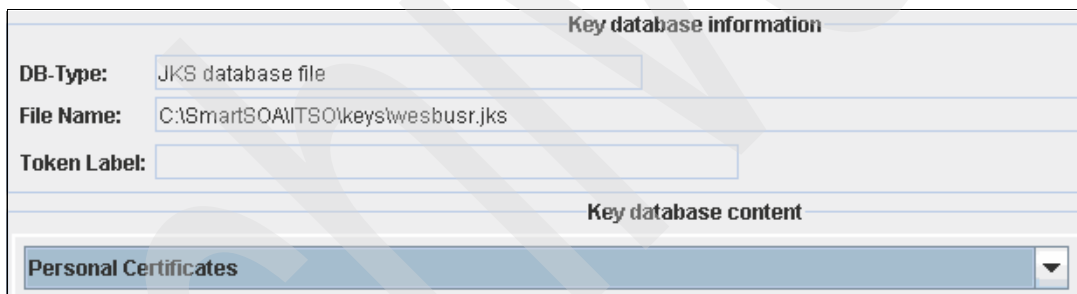 Key database information
DB-Type: JKS database file
File Name: C:\SmartSOA\ITSO\keys\wesbusr.jks
Token Label:
Key database content
Personal Certificates